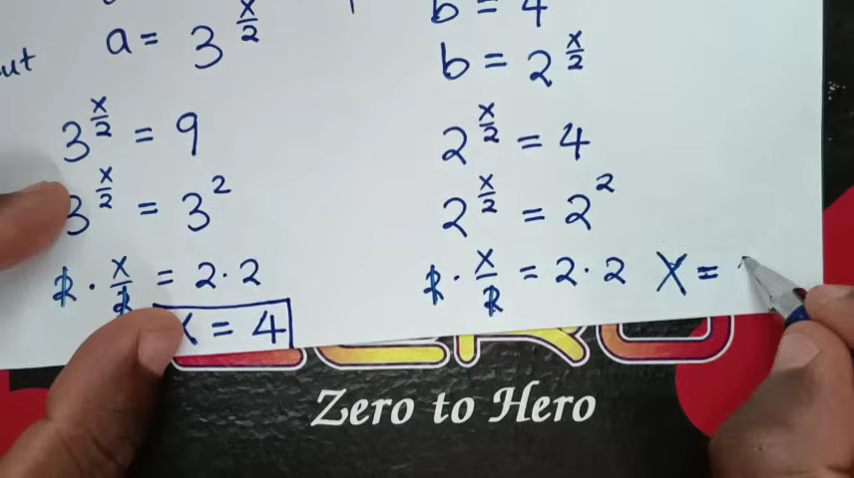 a = 3^(x/2)
b = 4
b = 2^(x/2)
3^(x/2) = 9
2^(x/2) = 4
3^(x/2) = 3^2
2^(x/2) = 2^2
2 · x/2 = 2 · 2
2 · x/2 = 2 · 2 X =
x = 4
Zero to Hero